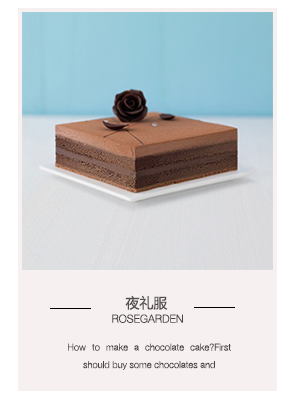 夜礼服
ROSEGARDEN
How to make a chocolate cake?First
should buy some chocolates and